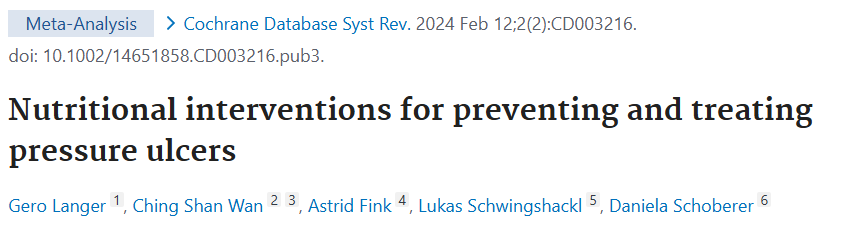 Meta-Analysis > Cochrane Database Syst Rev. 2024 Feb 12;2(2):CD003216.
doi: 10.1002/14651858.CD003216.pub3.
Nutritional interventions for preventing and treating
pressure ulcers
Gero Langer 1, Ching Shan Wan 2 3, Astrid Fink 4, Lukas Schwingshackl 5, Daniela Schoberer 6